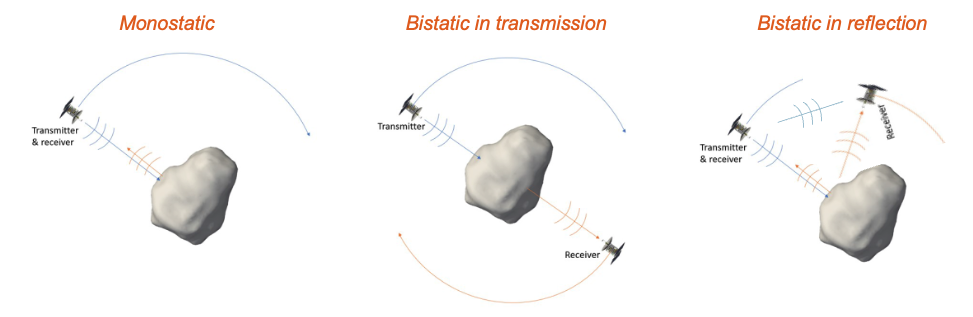 Monostatic
Bistatic in transmission
Bistatic in reflection
Transmitter
& receiver
Transmitter
Receiver
Transmitter
& receiver
Receiver